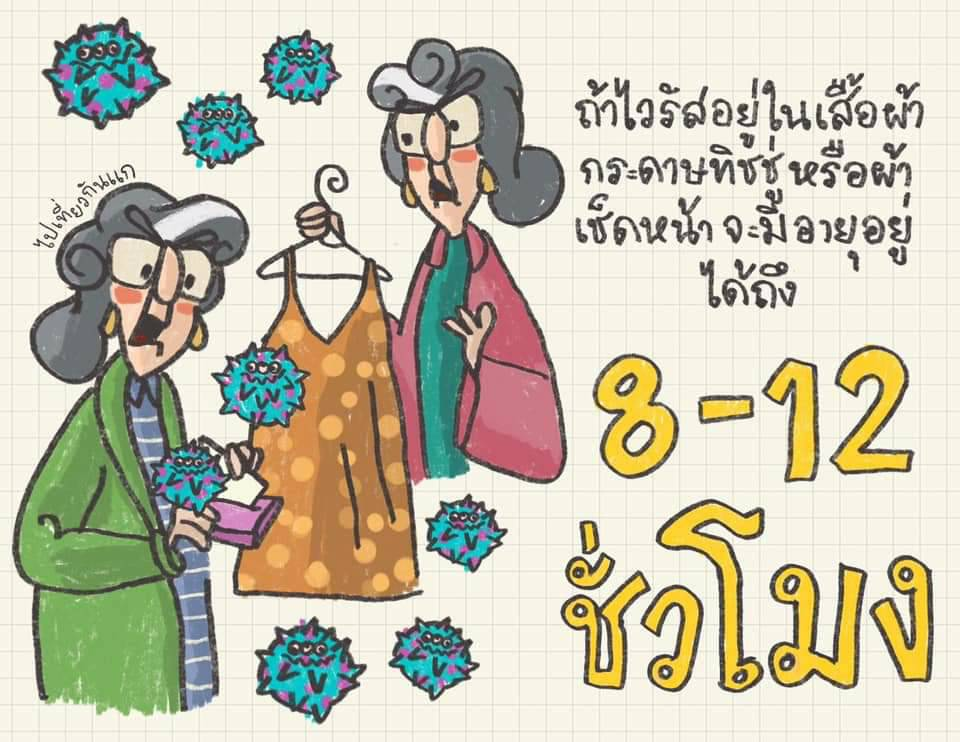 ถ้าไวรัสอยู่ในเสื้อผ้า
กระดาษทิชชู่ หรือผ้า
เช็ดหน้า จะมีอายุอยู่
ได้ถึง
8-12
ชั่วโมง
ไปเที่ยวกันแก